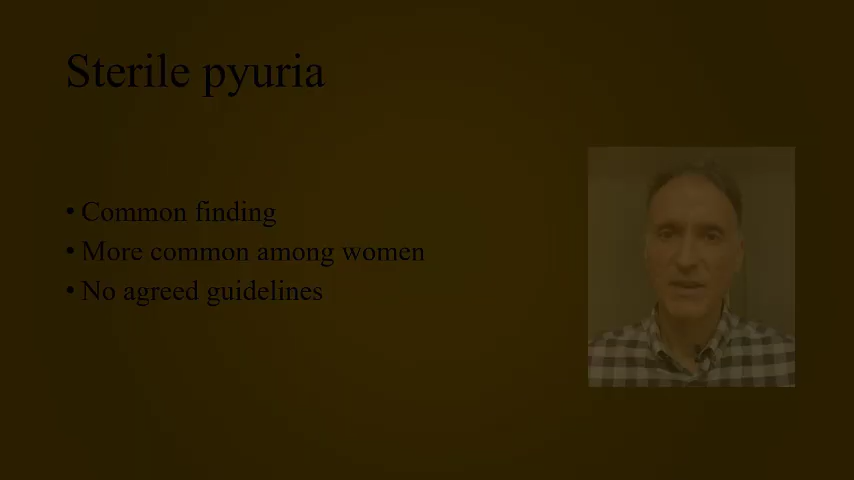 Sterile pyuria
• Common finding
• More common among women
• No agreed guidelines